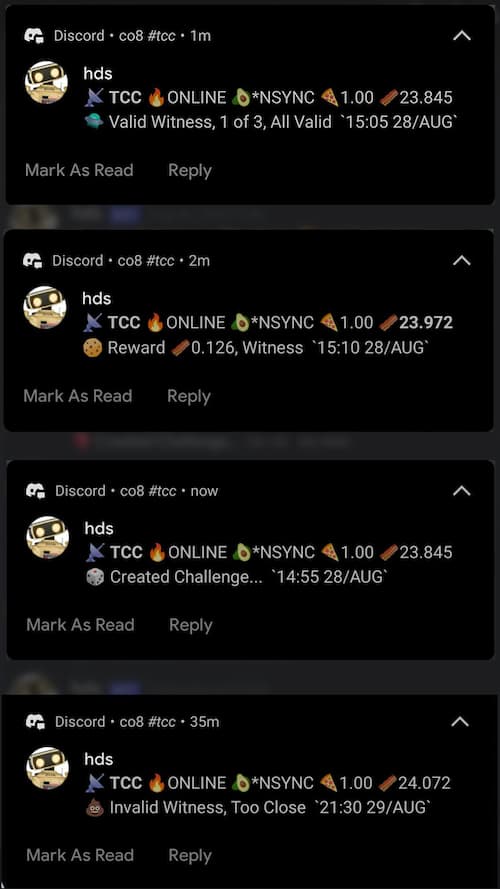 Discord • co8 #tcc • 1m
hds
📡 TCC 🔥ONLINE 🥑*NSYNC 🍕1.00 🥓23.845
🛸 Valid Witness, 1 of 3, All Valid `15:05 28/AUG`
Mark As Read Reply
Discord • co8 #tcc • 2m
hds
📡 TCC 🔥ONLINE 🥑*NSYNC 🍕1.00 🥓23.972
🍪 Reward 🥓0.126, Witness `15:10 28/AUG`
Mark As Read Reply
Discord • co8 #tcc • now
hds
📡 TCC 🔥ONLINE 🥑*NSYNC 🍕1.00 🥓23.845
🎲 Created Challenge... `14:55 28/AUG`
Mark As Read Reply
Discord • co8 #tcc • 35m
hds
📡 TCC 🔥ONLINE 🥑*NSYNC 🍕1.00 🥓24.072
💩 Invalid Witness, Too Close `21:30 29/AUG`
Mark As Read Reply